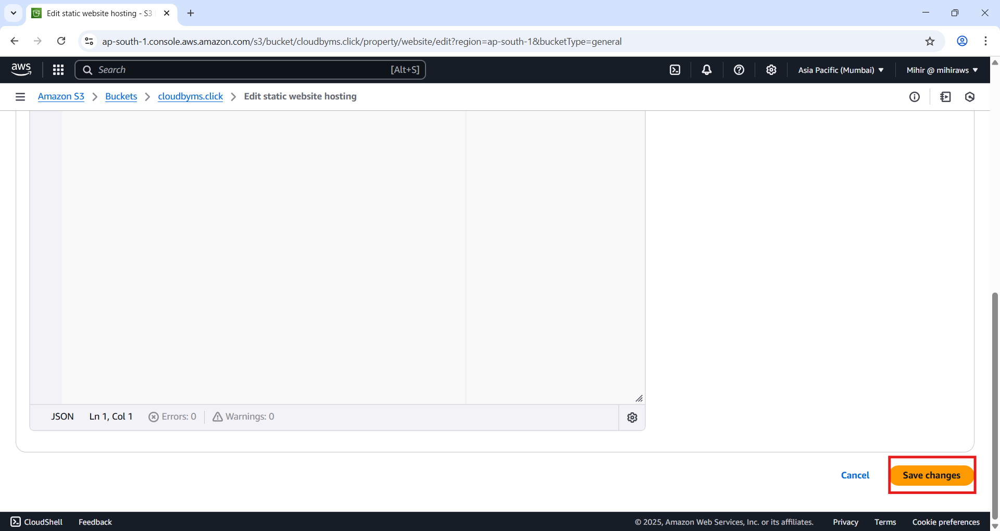 Edit static website hosting - S3
ap-south-1.console.aws.amazon.com/s3/bucket/cloudbyms.click/property/website/edit?region=ap-south-1&bucketType=general
aws
Search [Alt+S]
Asia Pacific (Mumbai)
Mihir @ mihiraws
Amazon S3 > Buckets > cloudbyms.click > Edit static website hosting
JSON Ln 1, Col 1 Errors: 0 Warnings: 0
Cancel Save changes
CloudShell Feedback © 2025, Amazon Web Services, Inc. or its affiliates. Privacy Terms Cookie preferences